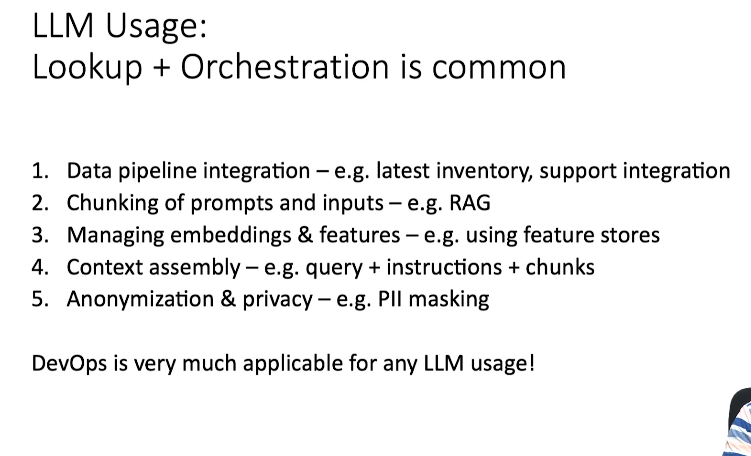 LLM Usage:
Lookup + Orchestration is common
1. Data pipeline integration – e.g. latest inventory, support integration
2. Chunking of prompts and inputs – e.g. RAG
3. Managing embeddings & features – e.g. using feature stores
4. Context assembly – e.g. query + instructions + chunks
5. Anonymization & privacy – e.g. PII masking
DevOps is very much applicable for any LLM usage!